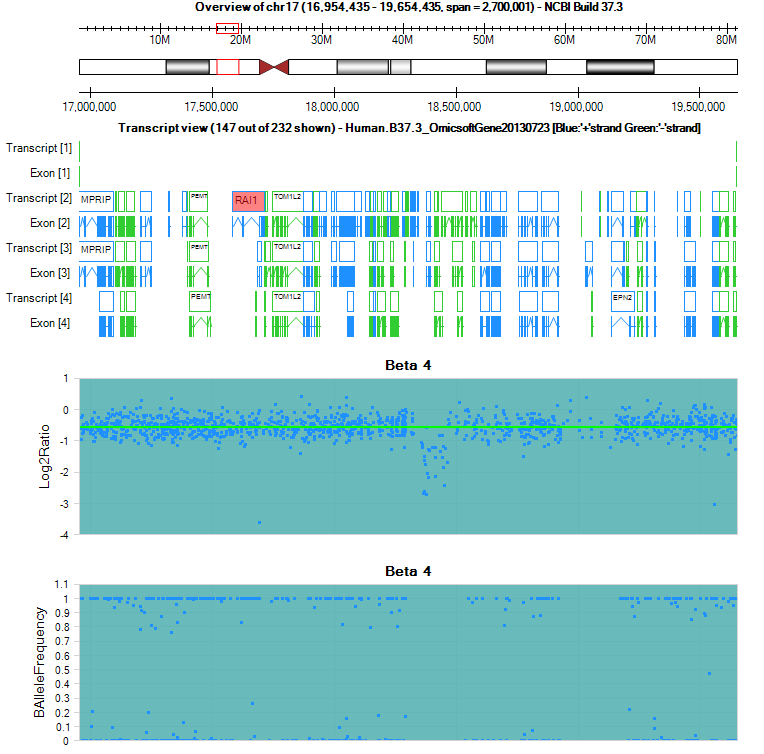 Overview of chr17 (16,954,435 - 19,654,435, span = 2,700,001) - NCBI Build 37.3
10M 20M 30M 40M 50M 60M 70M 80M
17,000,000 17,500,000 18,000,000 18,500,000 19,000,000 19,500,000
Transcript view (147 out of 232 shown) - Human.B37.3_OmicsoftGene20130723 [Blue:'+'strand Green:'-'strand]
Transcript [1]
Exon [1]
Transcript [2] MPRIP PEMT RAI1 TOM1L2
Exon [2]
Transcript [3] MPRIP PEMT TOM1L2
Exon [3]
Transcript [4] PEMT TOM1L2 EPN2
Exon [4]
Beta 4
Log2Ratio
1
0
-1
-2
-3
-4
Beta 4
BAlleleFrequency
1.1
1
0.9
0.8
0.7
0.6
0.5
0.4
0.3
0.2
0.1
0